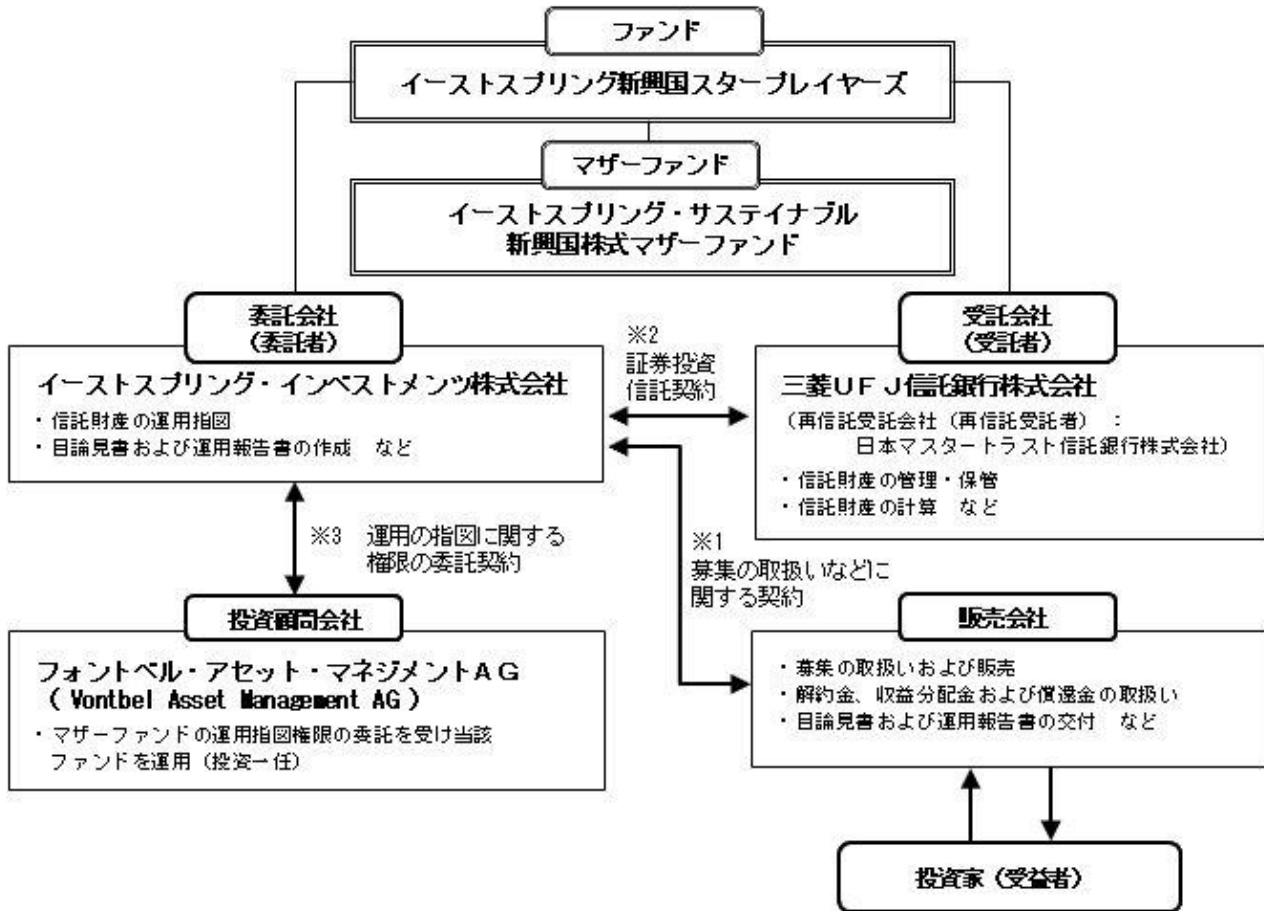 ファンド
イーストスプリング新興国スタープレイヤーズ
マザーファンド
イーストスプリング・サステイナブル
新興国株式マザーファンド
委託会社
（委託者）
イーストスプリング・インベストメンツ株式会社
・信託財産の運用指図
・目論見書および運用報告書の作成　など
※2
証券投資
信託契約
受託会社
（受託者）
三菱ＵＦＪ信託銀行株式会社
（再信託受託会社（再信託受託者）　：
日本マスタートラスト信託銀行株式会社）
・信託財産の管理・保管
・信託財産の計算　など
※3　運用の指図に関する
権限の委託契約
※1
募集の取扱いなどに
関する契約
投資顧問会社
フォントベル・アセット・マネジメントＡＧ
（ Vontbel Asset Management AG ）
・マザーファンドの運用指図権限の委託を受け当該
ファンドを運用（投資一任）
販売会社
・募集の取扱いおよび販売
・解約金、収益分配金および償還金の取扱い
・目論見書および運用報告書の交付　など
投資家（受益者）